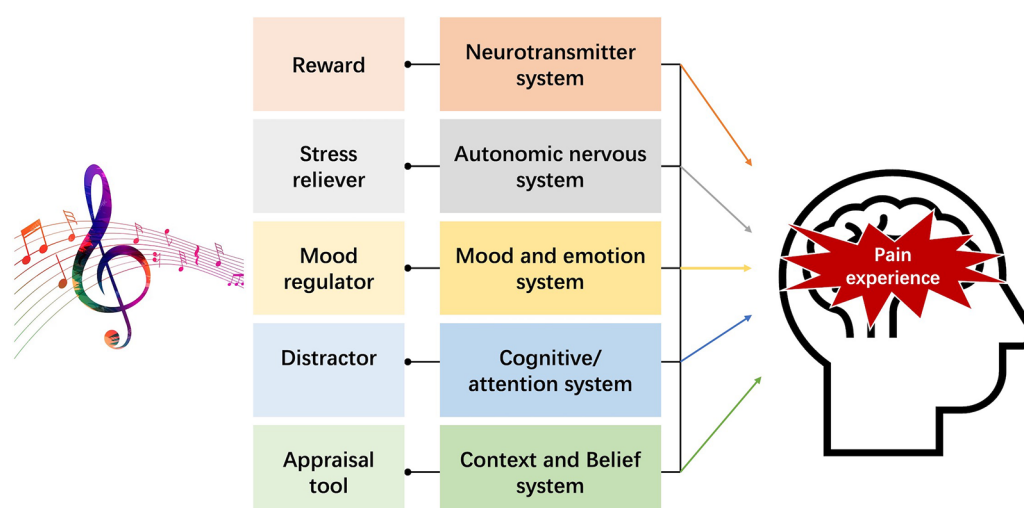 Reward
Neurotransmitter
system
Stress
reliever
Autonomic nervous
system
Mood
regulator
Mood and emotion
system
Distractor
Cognitive/
attention system
Appraisal
tool
Context and Belief
system
Pain
experience